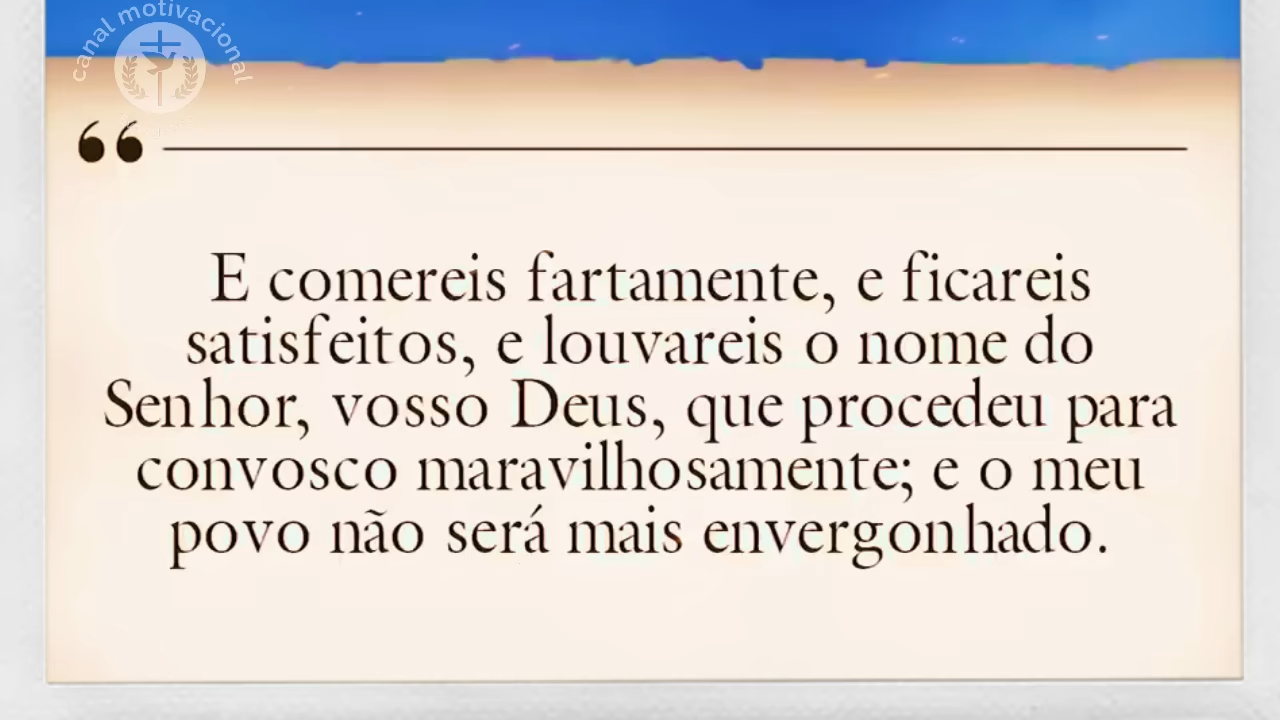 canal motivacional
“
E comereis fartamente, e ficareis
satisfeitos, e louvareis o nome do
Senhor, vosso Deus, que procedeu para
convosco maravilhosamente; e o meu
povo não será mais envergonhado.